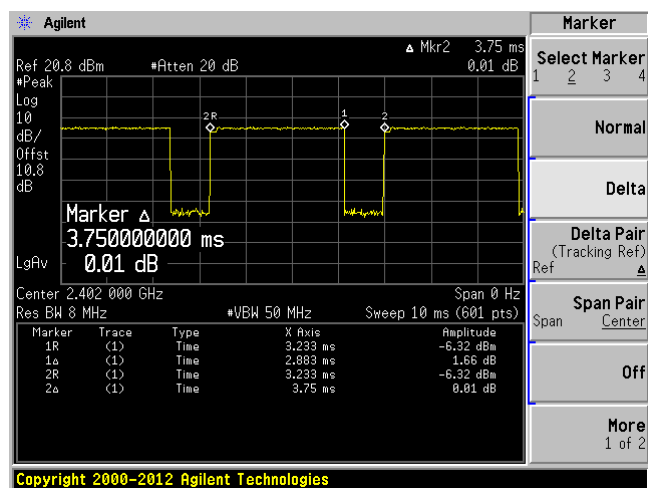 Agilent
Marker
Δ Mkr2 3.75 ms
Ref 20.8 dBm #Atten 20 dB 0.01 dB
#Peak
Log
10
dB/
Offst
10.8
dB
2R 1 2
Marker Δ
3.750000000 ms
0.01 dB
LgAv
Center 2.402 000 GHz Span 0 Hz
Res BW 8 MHz #VBW 50 MHz Sweep 10 ms (601 pts)
Marker Trace Type X Axis Amplitude
1R (1) Time 3.233 ms -6.32 dBm
1Δ (1) Time 2.883 ms 1.66 dB
2R (1) Time 3.233 ms -6.32 dBm
2Δ (1) Time 3.75 ms 0.01 dB
Select Marker
1 2 3 4
Normal
Delta
Delta Pair
(Tracking Ref)
Ref Δ
Span Pair
Span Center
Off
More
1 of 2
Copyright 2000-2012 Agilent Technologies